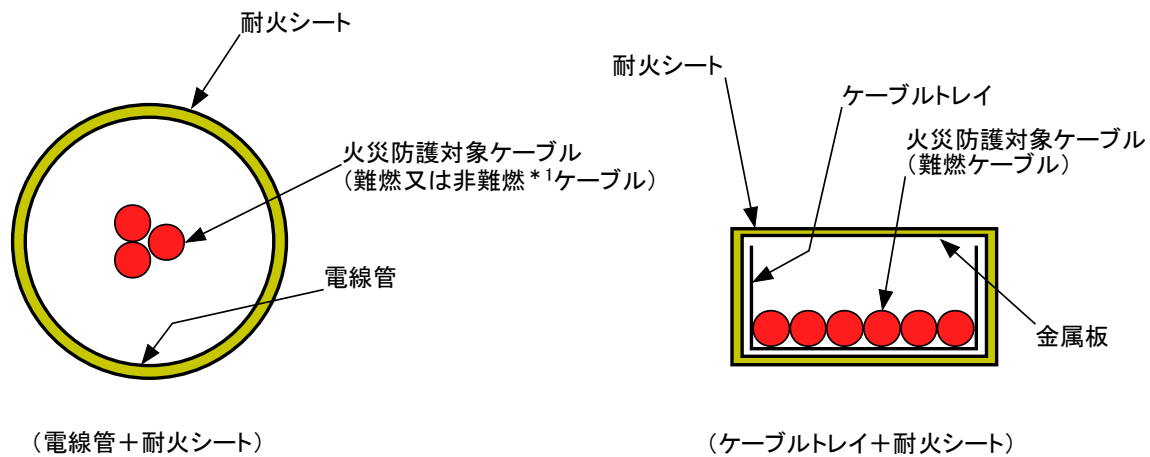 耐火シート
火災防護対象ケーブル
(難燃又は非難燃*1ケーブル)
電線管
(電線管+耐火シート)
耐火シート
ケーブルトレイ
火災防護対象ケーブル
(難燃ケーブル)
金属板
(ケーブルトレイ+耐火シート)